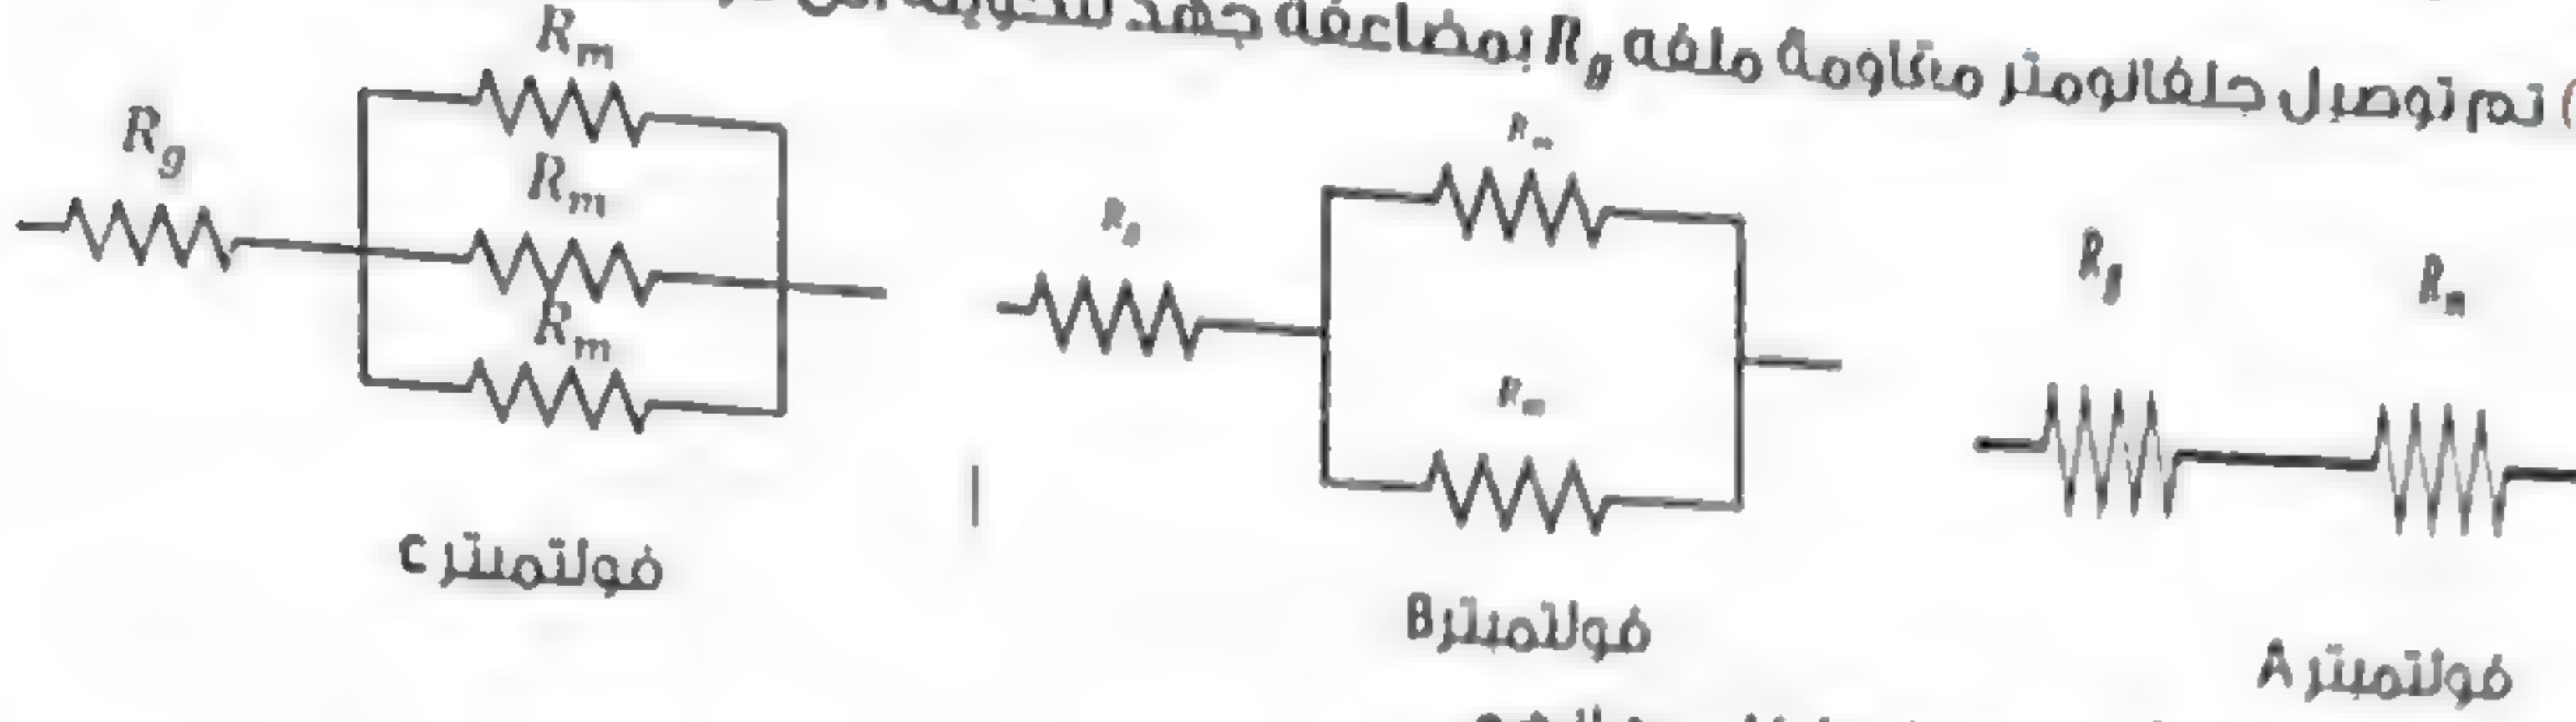 تم توصيل جلفانومتر مقاومة ملفه Rg بمضاعفة جهد لتحويله
Rg Rm
فولتميتر A
Rg Rm Rm
فولتميتر B
Rg Rm Rm Rm
فولتميتر C